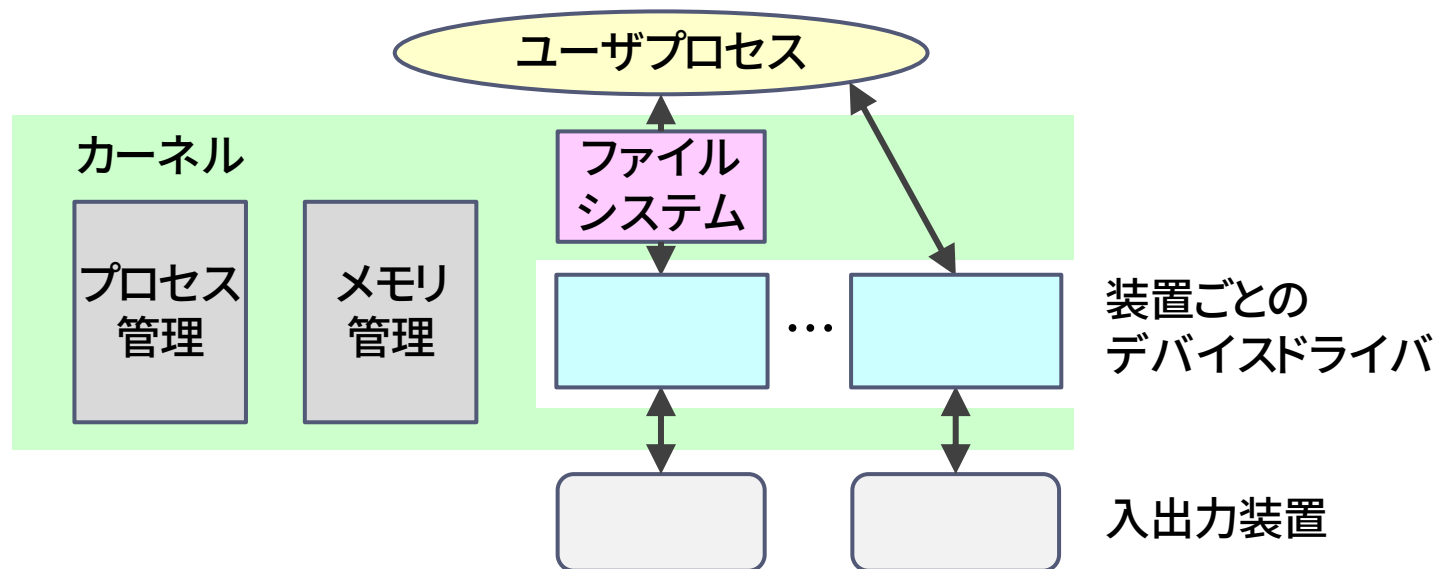 ユーザプロセス
カーネル
ファイル
システム
プロセス
管理
メモリ
管理
…
装置ごとの
デバイスドライバ
入出力装置